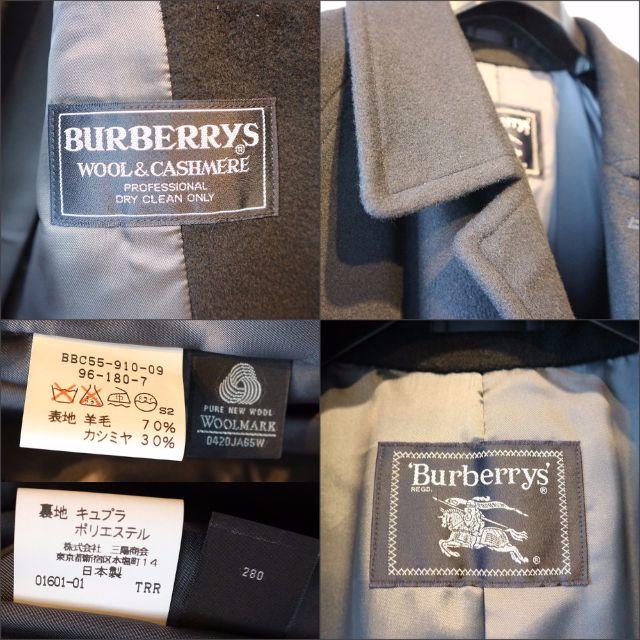 BURBERRYS®
WOOL & CASHMERE
PROFESSIONAL
DRY CLEAN ONLY
BBC55-910-09
96-180-7
S2
表地 羊毛 70%
カシミヤ 30%
PURE NEW WOOL
WOOLMARK
0420JA65W
裏地 キュプラ
ポリエステル
株式会社 三陽商会
東京都新宿区本塩町14
日本製
01601-01 TRR
280
'Burberrys'
REGD. ®
®